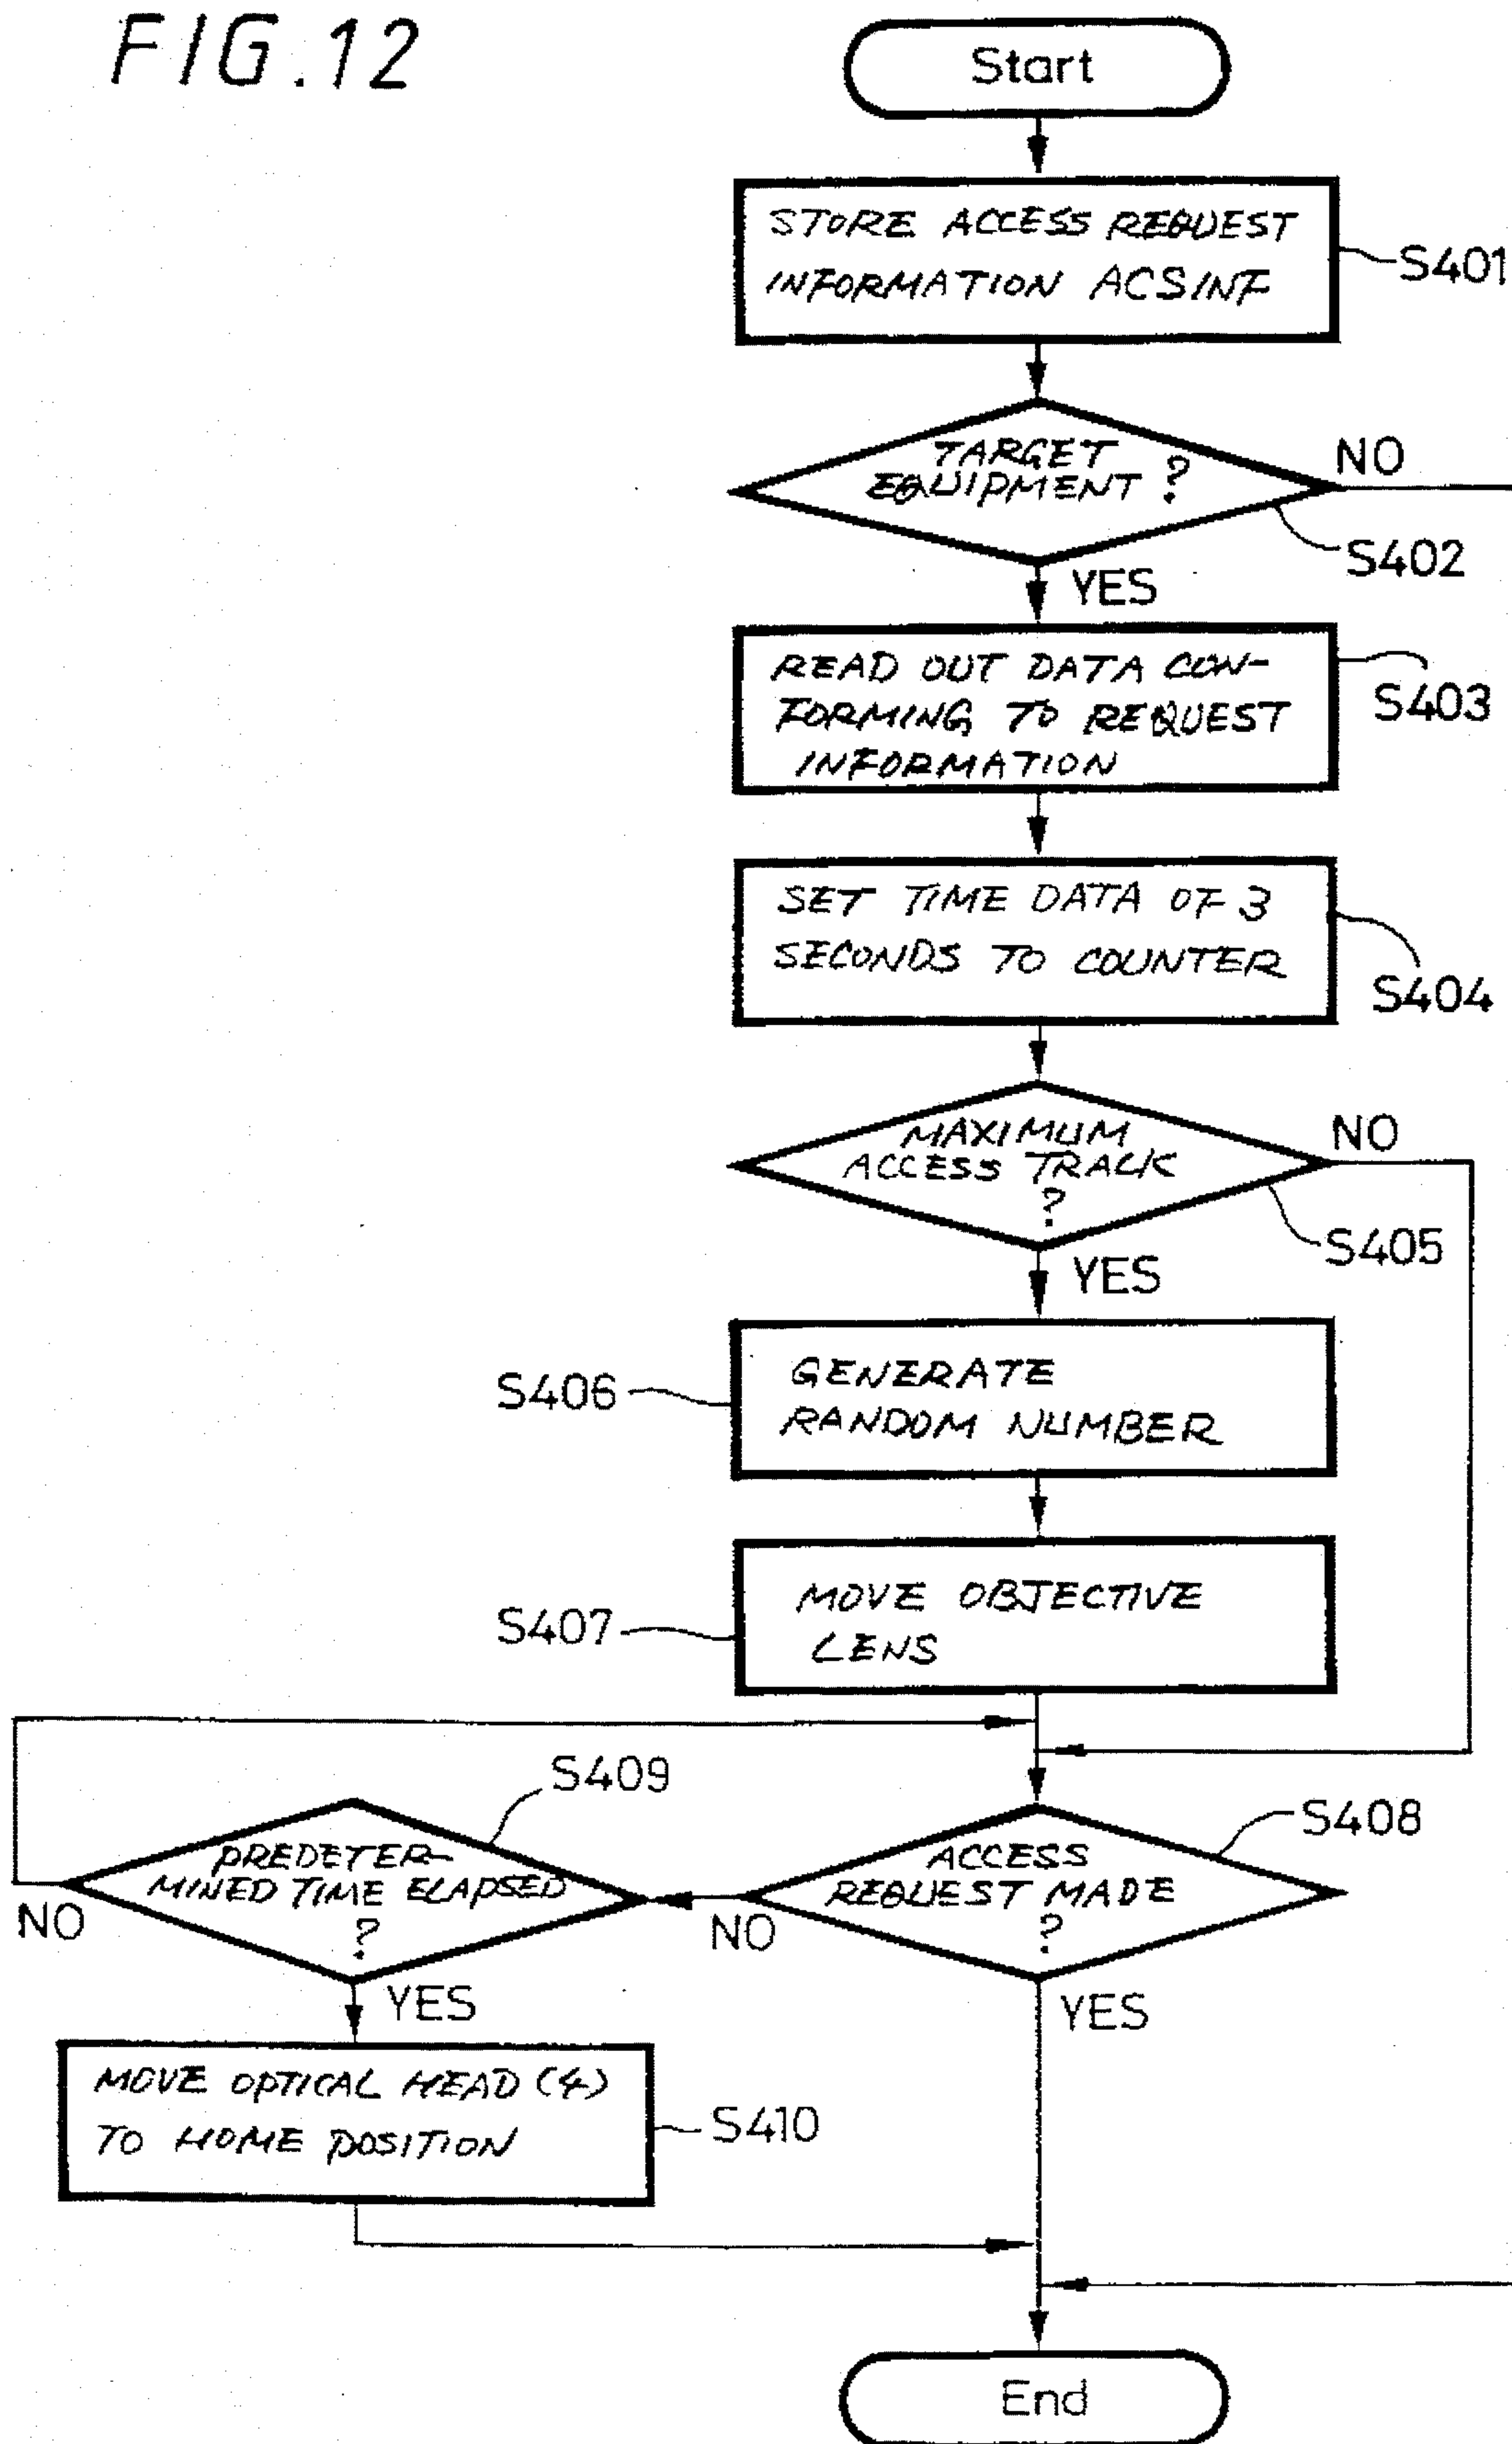 FIG.12
Start
STORE ACCESS REQUEST
INFORMATION ACSINF
S401
TARGET
EQUIPMENT ?
NO
S402
YES
READ OUT DATA CON-
FORMING TO REQUEST
INFORMATION
S403
SET TIME DATA OF 3
SECONDS TO COUNTER
S404
MAXIMUM
ACCESS TRACK
?
NO
S405
YES
GENERATE
RANDOM NUMBER
S406
MOVE OBJECTIVE
LENS
S407
S409
PREDETER-
MINED TIME ELAPSED
?
NO
YES
S408
ACCESS
REQUEST MADE
?
NO
YES
MOVE OPTICAL HEAD (4)
TO HOME POSITION
S410
End